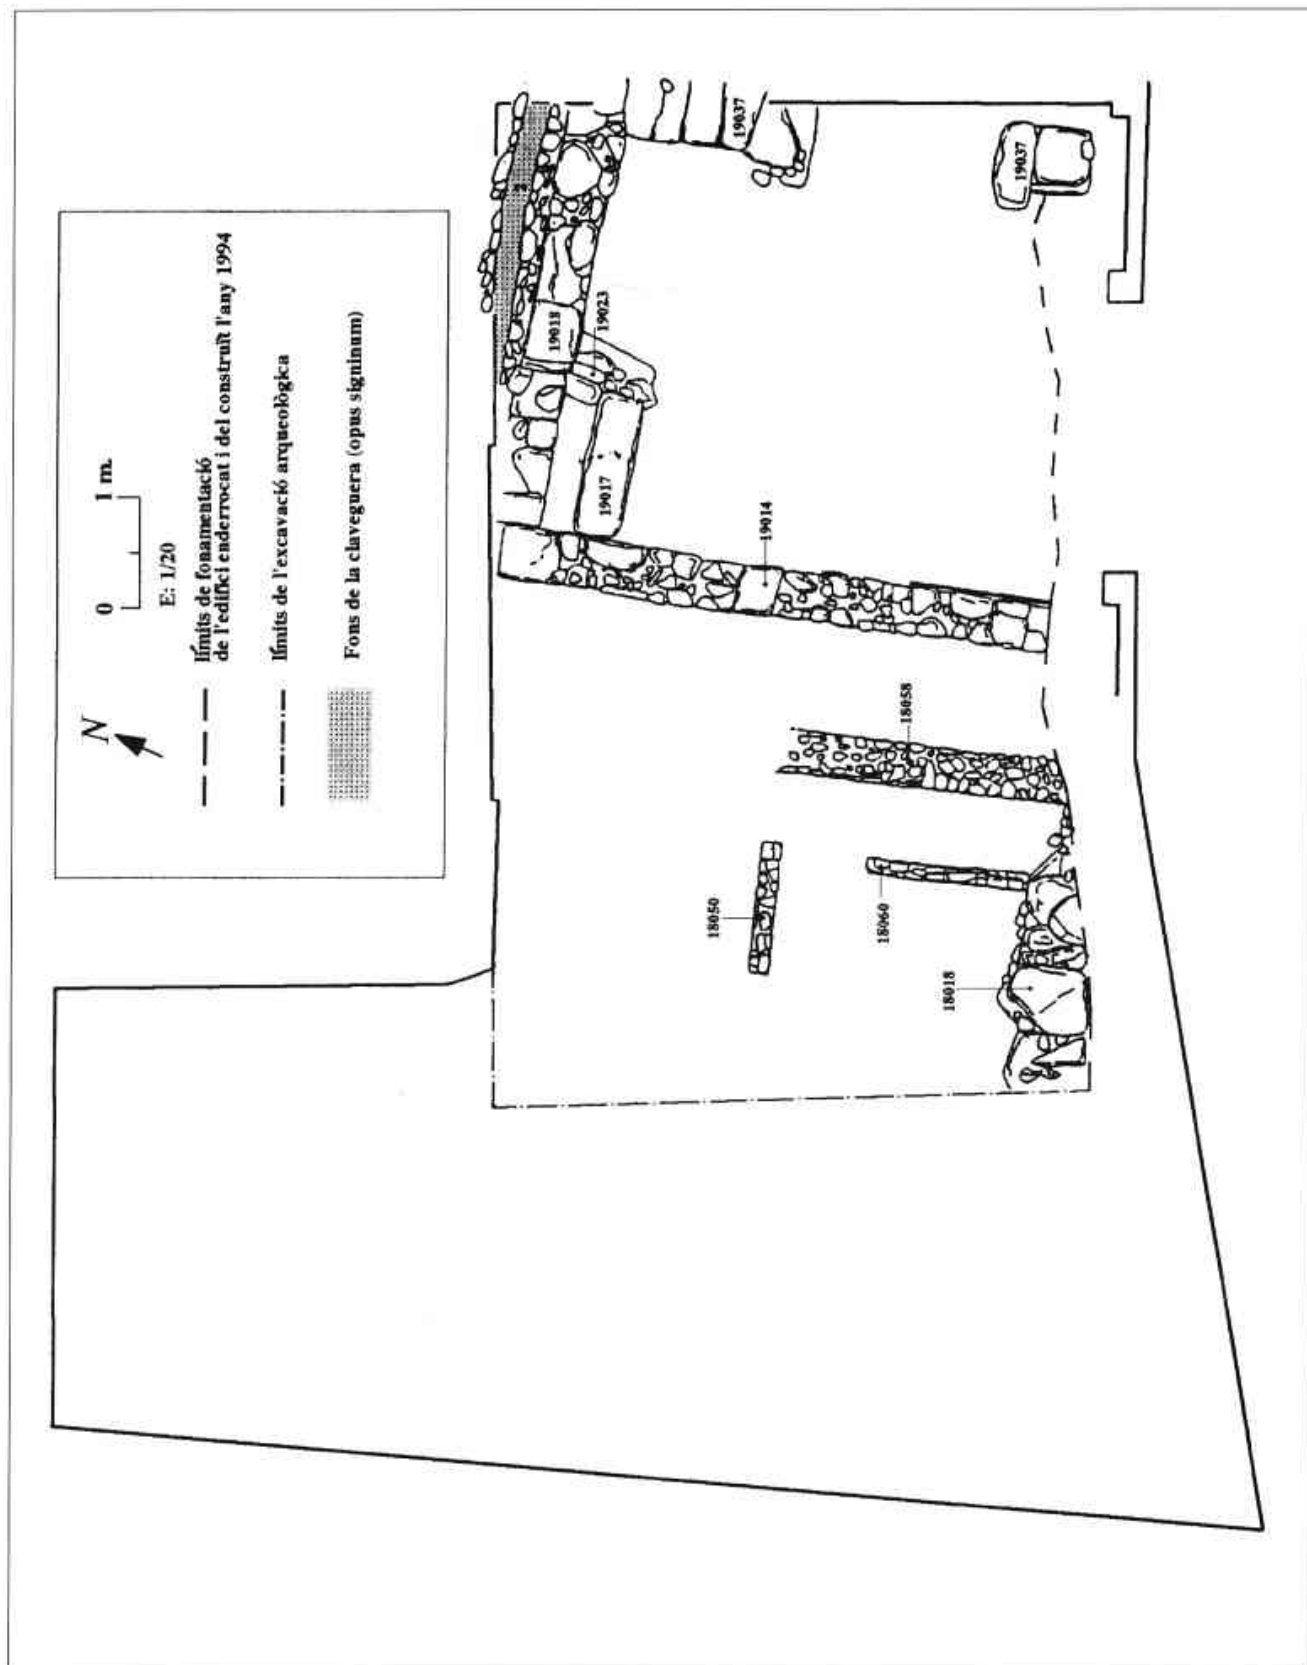 N
0 1 m.
E: 1/20
límits de fonamentació
de l'edifici enderrocat i del construït l'any 1994
límits de l'excavació arqueològica
Fons de la claveguera (opus signinum)
19037
19037
19018
19023
19017
19014
18058
18050
18060
18018